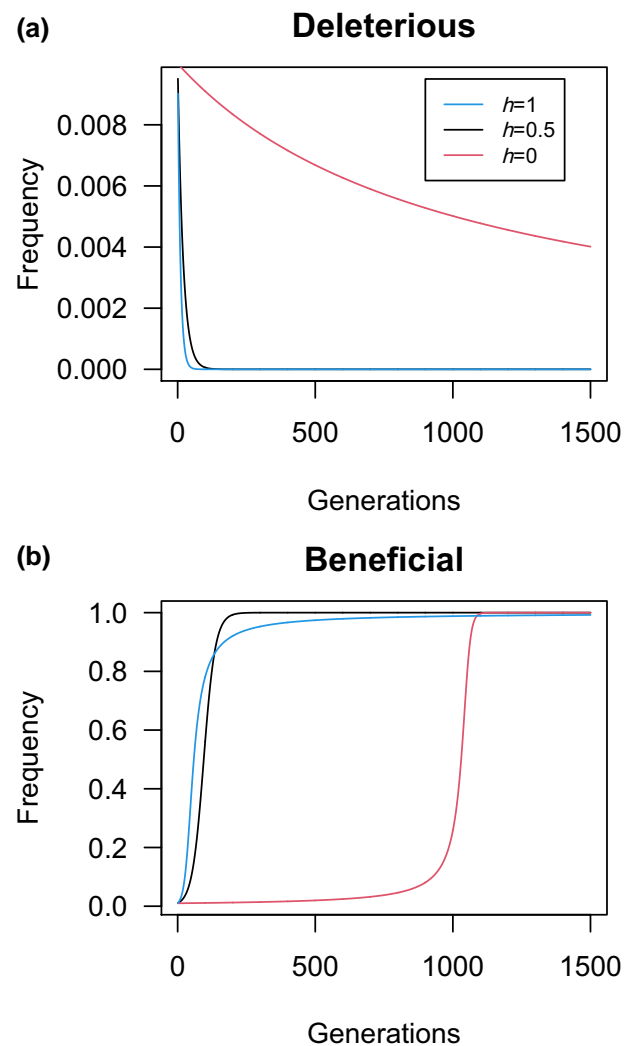 (a)
Deleterious
h=1
h=0.5
h=0
Frequency
0.008
0.006
0.004
0.002
0.000
0
500
1000
1500
Generations
(b)
Beneficial
Frequency
1.0
0.8
0.6
0.4
0.2
0.0
0
500
1000
1500
Generations